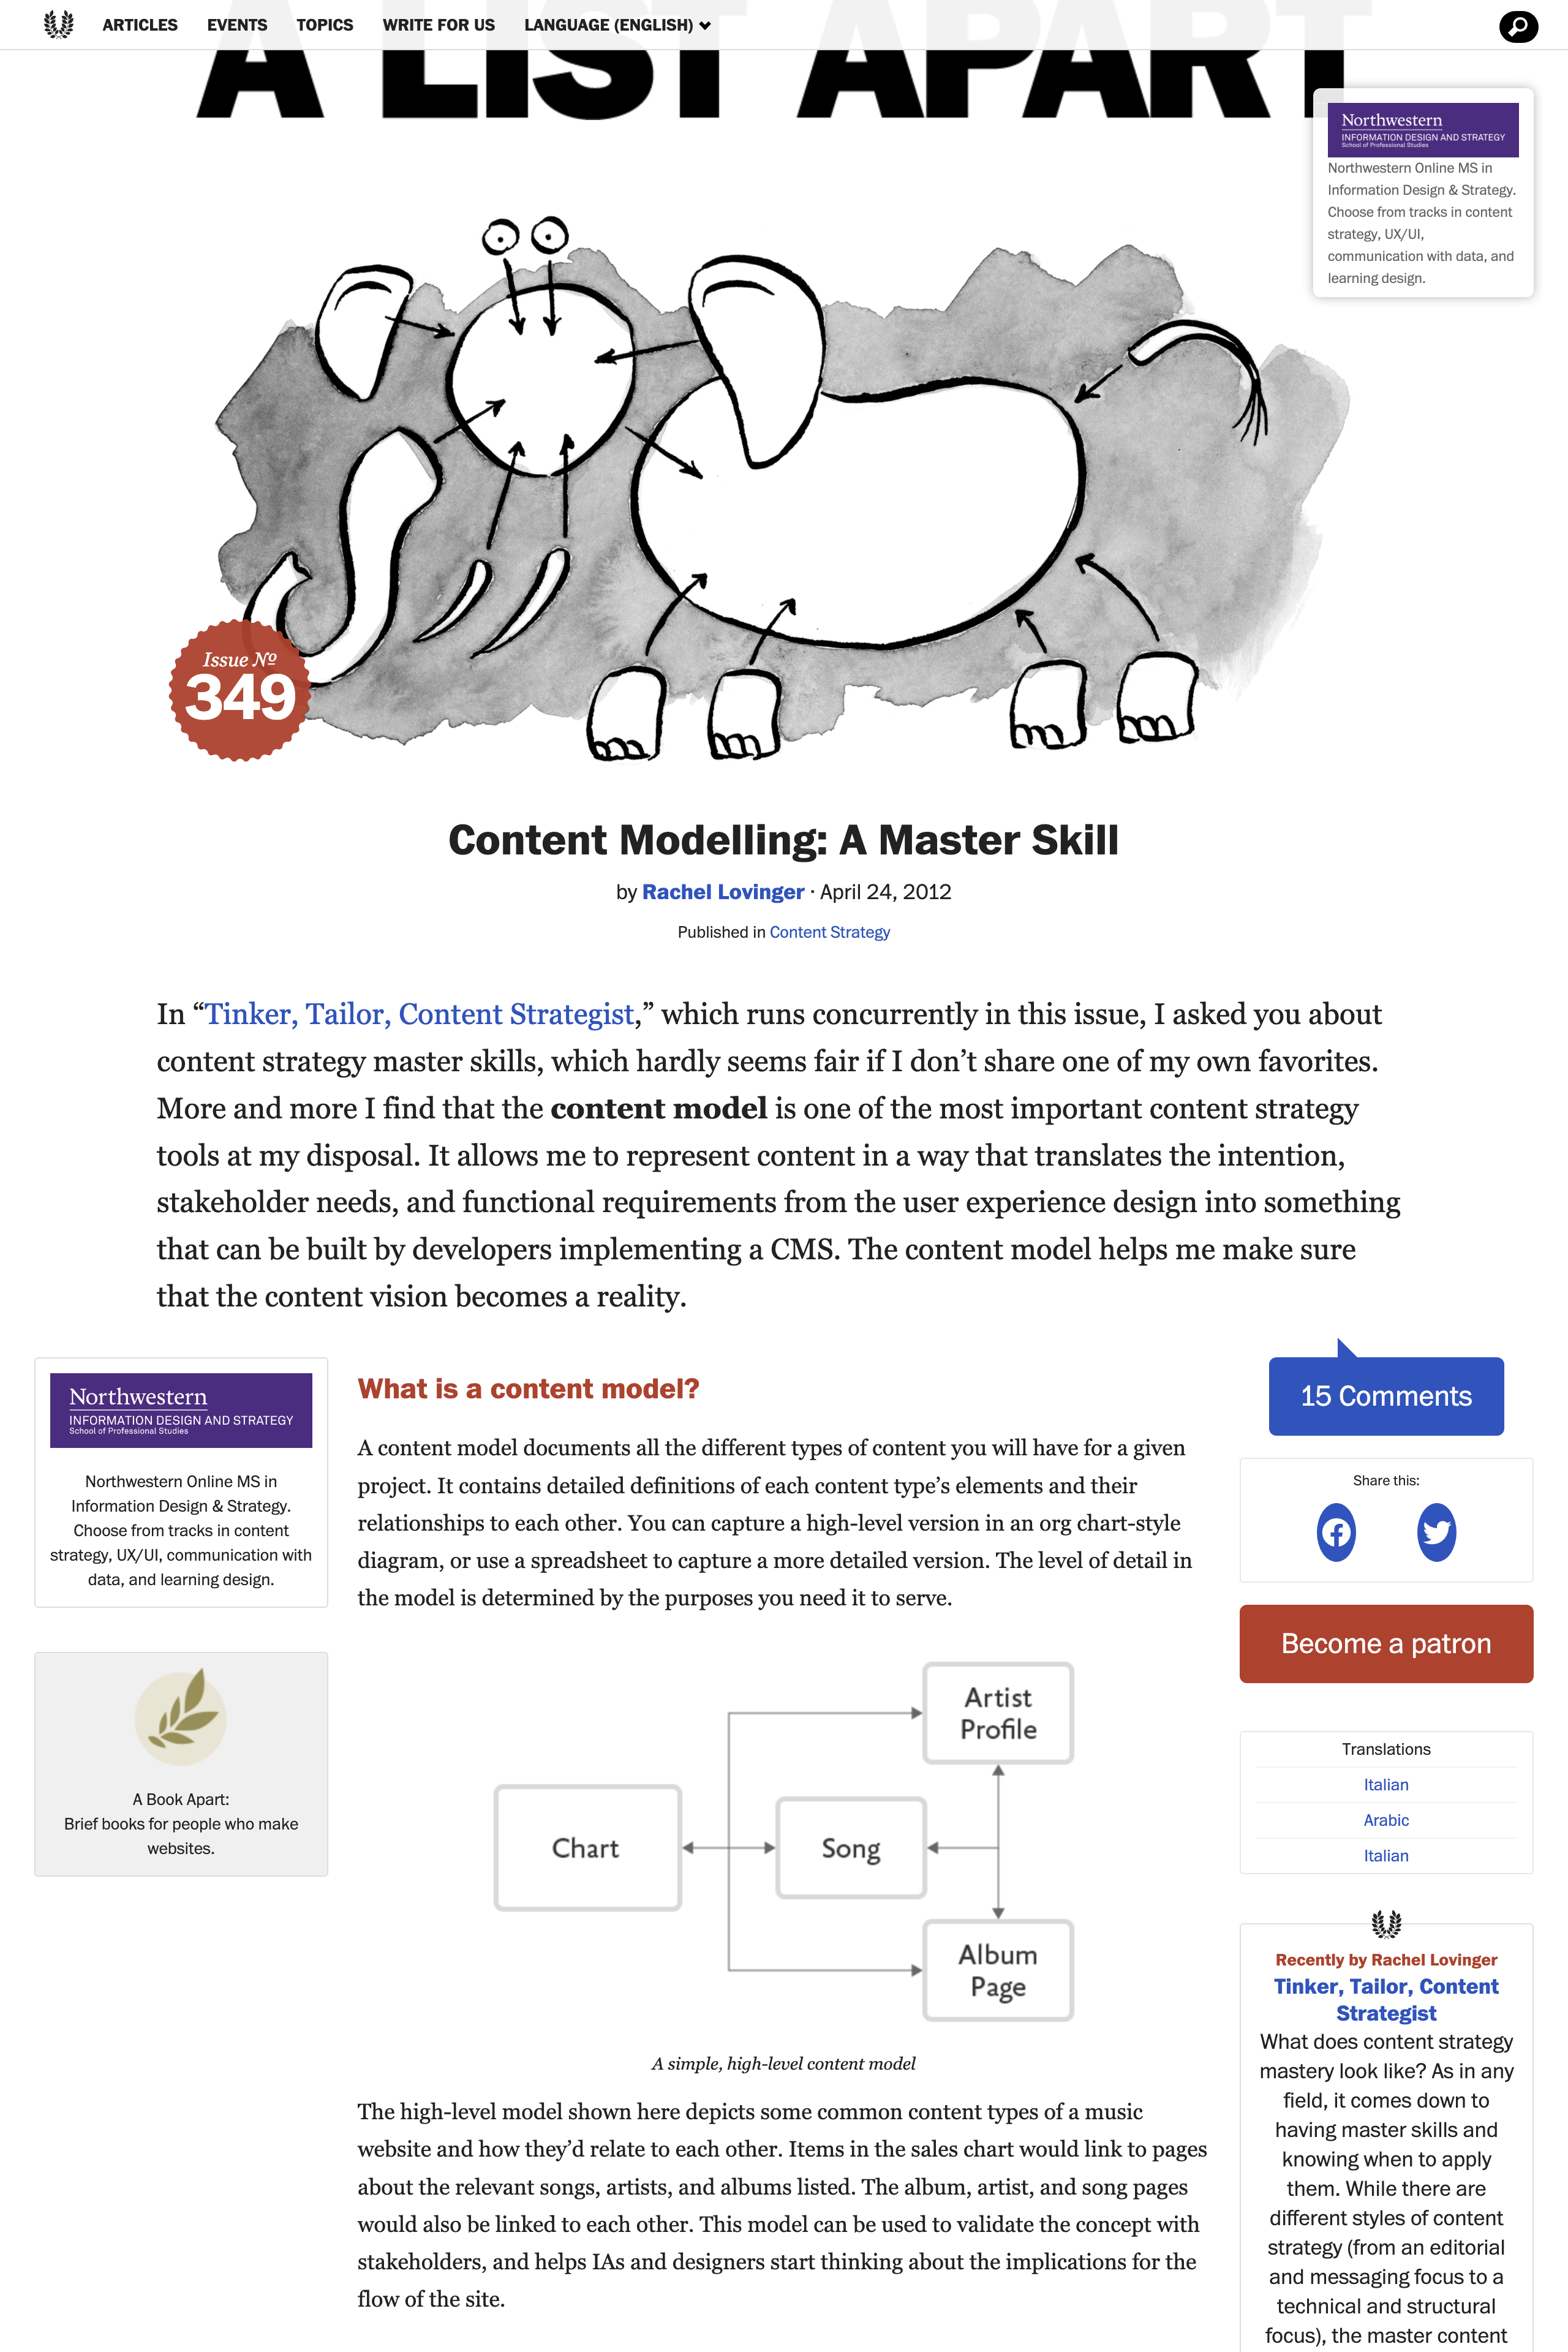 ARTICLES EVENTS TOPICS WRITE FOR US LANGUAGE (ENGLISH)
A LIST APART
Northwestern
INFORMATION DESIGN AND STRATEGY
School of Professional Studies
Northwestern Online MS in
Information Design & Strategy.
Choose from tracks in content
strategy, UX/UI,
communication with data, and
learning design.
Issue Nº
349
Content Modelling: A Master Skill
by Rachel Lovinger · April 24, 2012
Published in Content Strategy
In “Tinker, Tailor, Content Strategist,” which runs concurrently in this issue, I asked you about
content strategy master skills, which hardly seems fair if I don’t share one of my own favorites.
More and more I find that the content model is one of the most important content strategy
tools at my disposal. It allows me to represent content in a way that translates the intention,
stakeholder needs, and functional requirements from the user experience design into something
that can be built by developers implementing a CMS. The content model helps me make sure
that the content vision becomes a reality.
Northwestern
INFORMATION DESIGN AND STRATEGY
School of Professional Studies
Northwestern Online MS in
Information Design & Strategy.
Choose from tracks in content
strategy, UX/UI, communication with
data, and learning design.
A Book Apart:
Brief books for people who make
websites.
What is a content model?
A content model documents all the different types of content you will have for a given
project. It contains detailed definitions of each content type’s elements and their
relationships to each other. You can capture a high-level version in an org chart-style
diagram, or use a spreadsheet to capture a more detailed version. The level of detail in
the model is determined by the purposes you need it to serve.
Artist
Profile
Chart
Song
Album
Page
A simple, high-level content model
The high-level model shown here depicts some common content types of a music
website and how they’d relate to each other. Items in the sales chart would link to pages
about the relevant songs, artists, and albums listed. The album, artist, and song pages
would also be linked to each other. This model can be used to validate the concept with
stakeholders, and helps IAs and designers start thinking about the implications for the
flow of the site.
15 Comments
Share this:
Become a patron
Translations
Italian
Arabic
Italian
Recently by Rachel Lovinger
Tinker, Tailor, Content
Strategist
What does content strategy
mastery look like? As in any
field, it comes down to
having master skills and
knowing when to apply
them. While there are
different styles of content
strategy (from an editorial
and messaging focus to a
technical and structural
focus), the master content